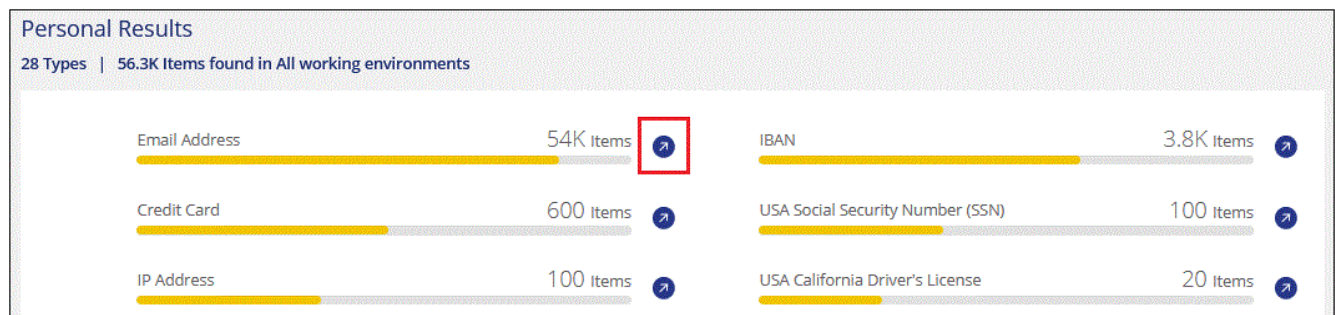 Personal Results
28 Types | 56.3K Items found in All working environments
Email Address 54K Items
IBAN 3.8K Items
Credit Card 600 Items
USA Social Security Number (SSN) 100 Items
IP Address 100 Items
USA California Driver's License 20 Items